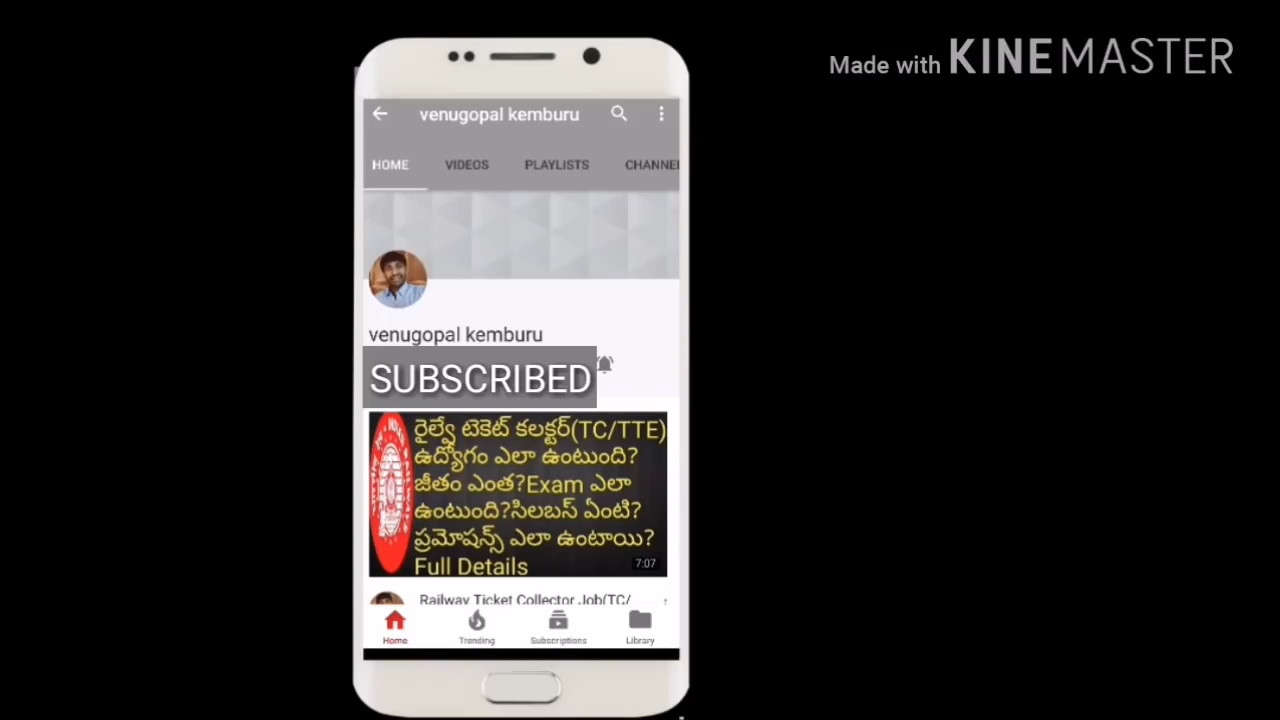 Made with KINEMASTER
venugopal kemburu
HOME VIDEOS PLAYLISTS CHANNEL
venugopal kemburu
SUBSCRIBED
రైల్వే టికెట్ కలక్టర్(TC/TTE)
ఉద్యోగం ఎలా ఉంటుంది?
జీతం ఎంత?Exam ఎలా
ఉంటుంది?సిలబస్ ఏంటి?
ప్రమోషన్స్ ఎలా ఉంటాయి?
Full Details
7:07
Railway Ticket Collector Job(TC/
Home Trending Subscriptions Library